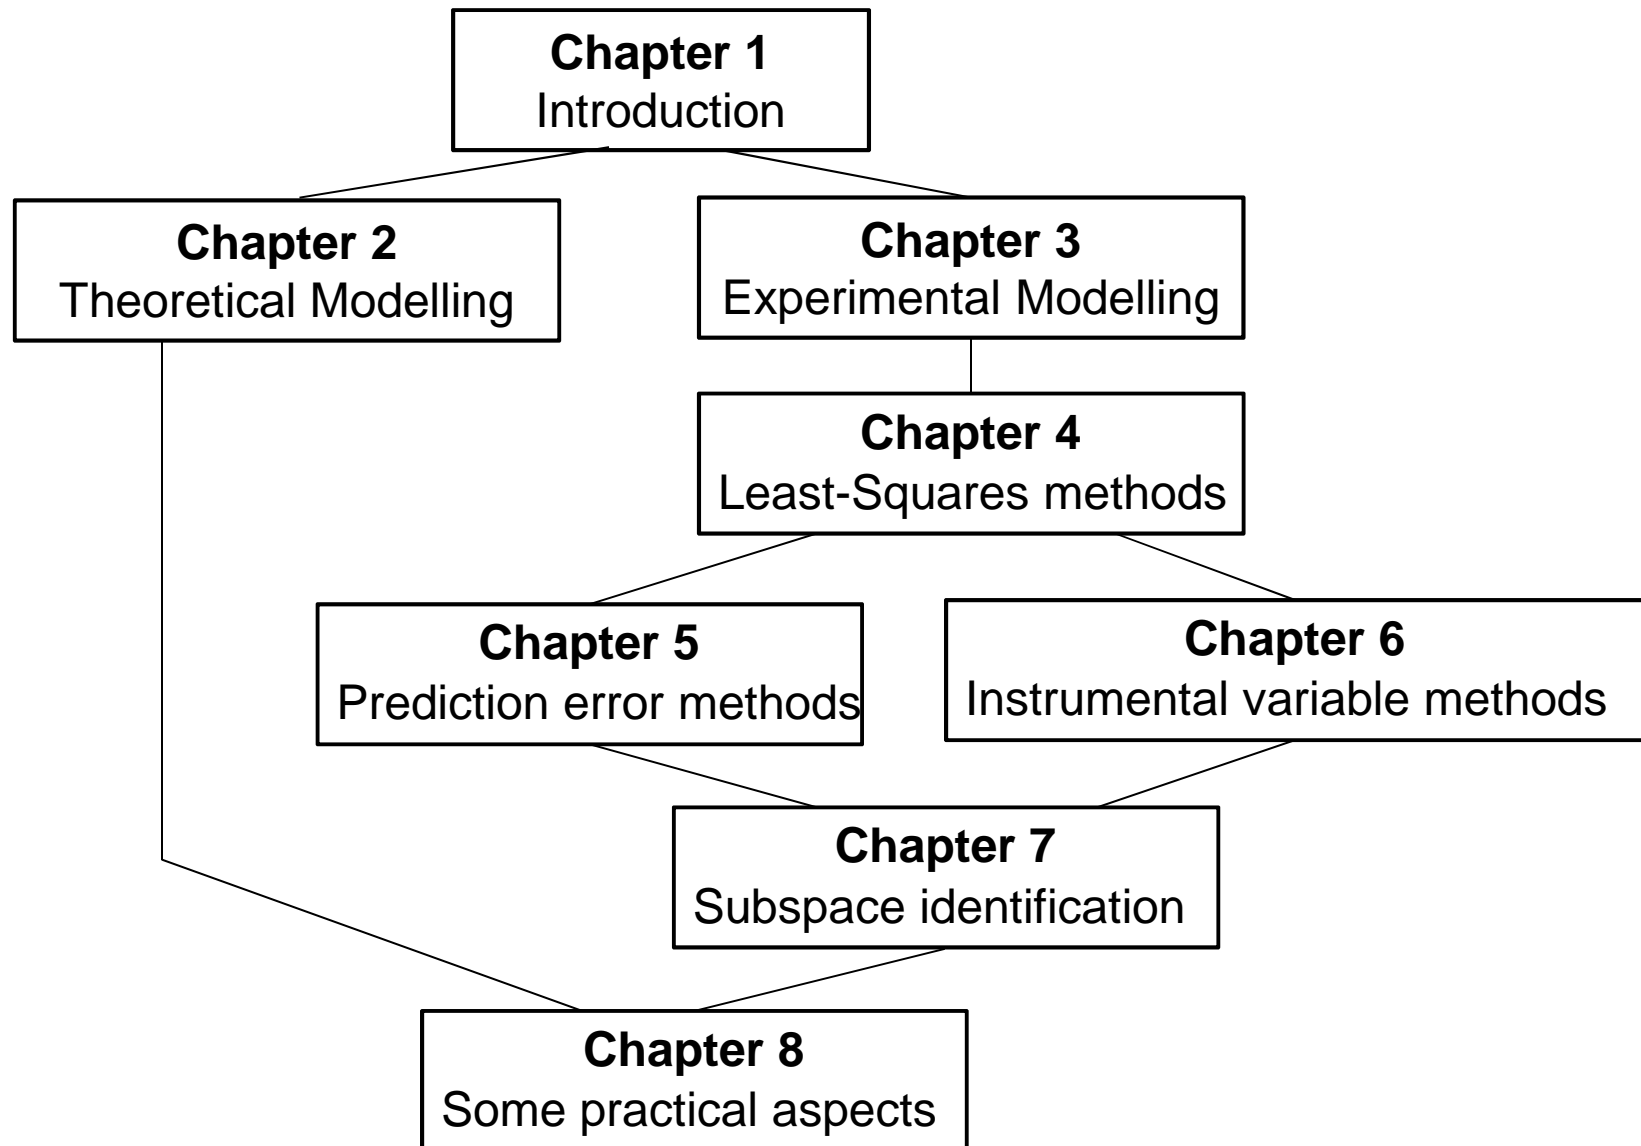 Chapter 1
Introduction
Chapter 2
Theoretical Modelling
Chapter 3
Experimental Modelling
Chapter 4
Least-Squares methods
Chapter 5
Prediction error methods
Chapter 6
Instrumental variable methods
Chapter 7
Subspace identification
Chapter 8
Some practical aspects